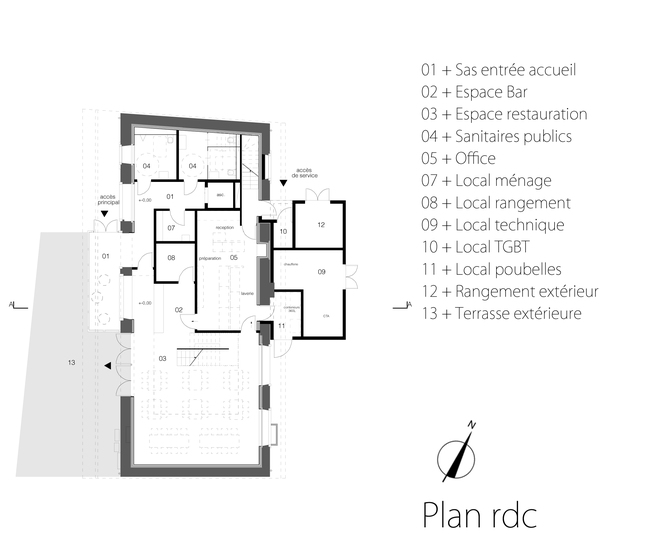 01 + Sas entrée accueil
02 + Espace Bar
03 + Espace restauration
04 + Sanitaires publics
05 + Office
07 + Local ménage
08 + Local rangement
09 + Local technique
10 + Local TGBT
11 + Local poubelles
12 + Rangement extérieur
13 + Terrasse extérieure
04
04
accès
de service
accès
principal
01
+-0.00
asc
07
reception
10
12
01
08
préparation
05
chaufferie
09
+-0.00
02
laverie
A
A
11
13
03
N
Plan rdc